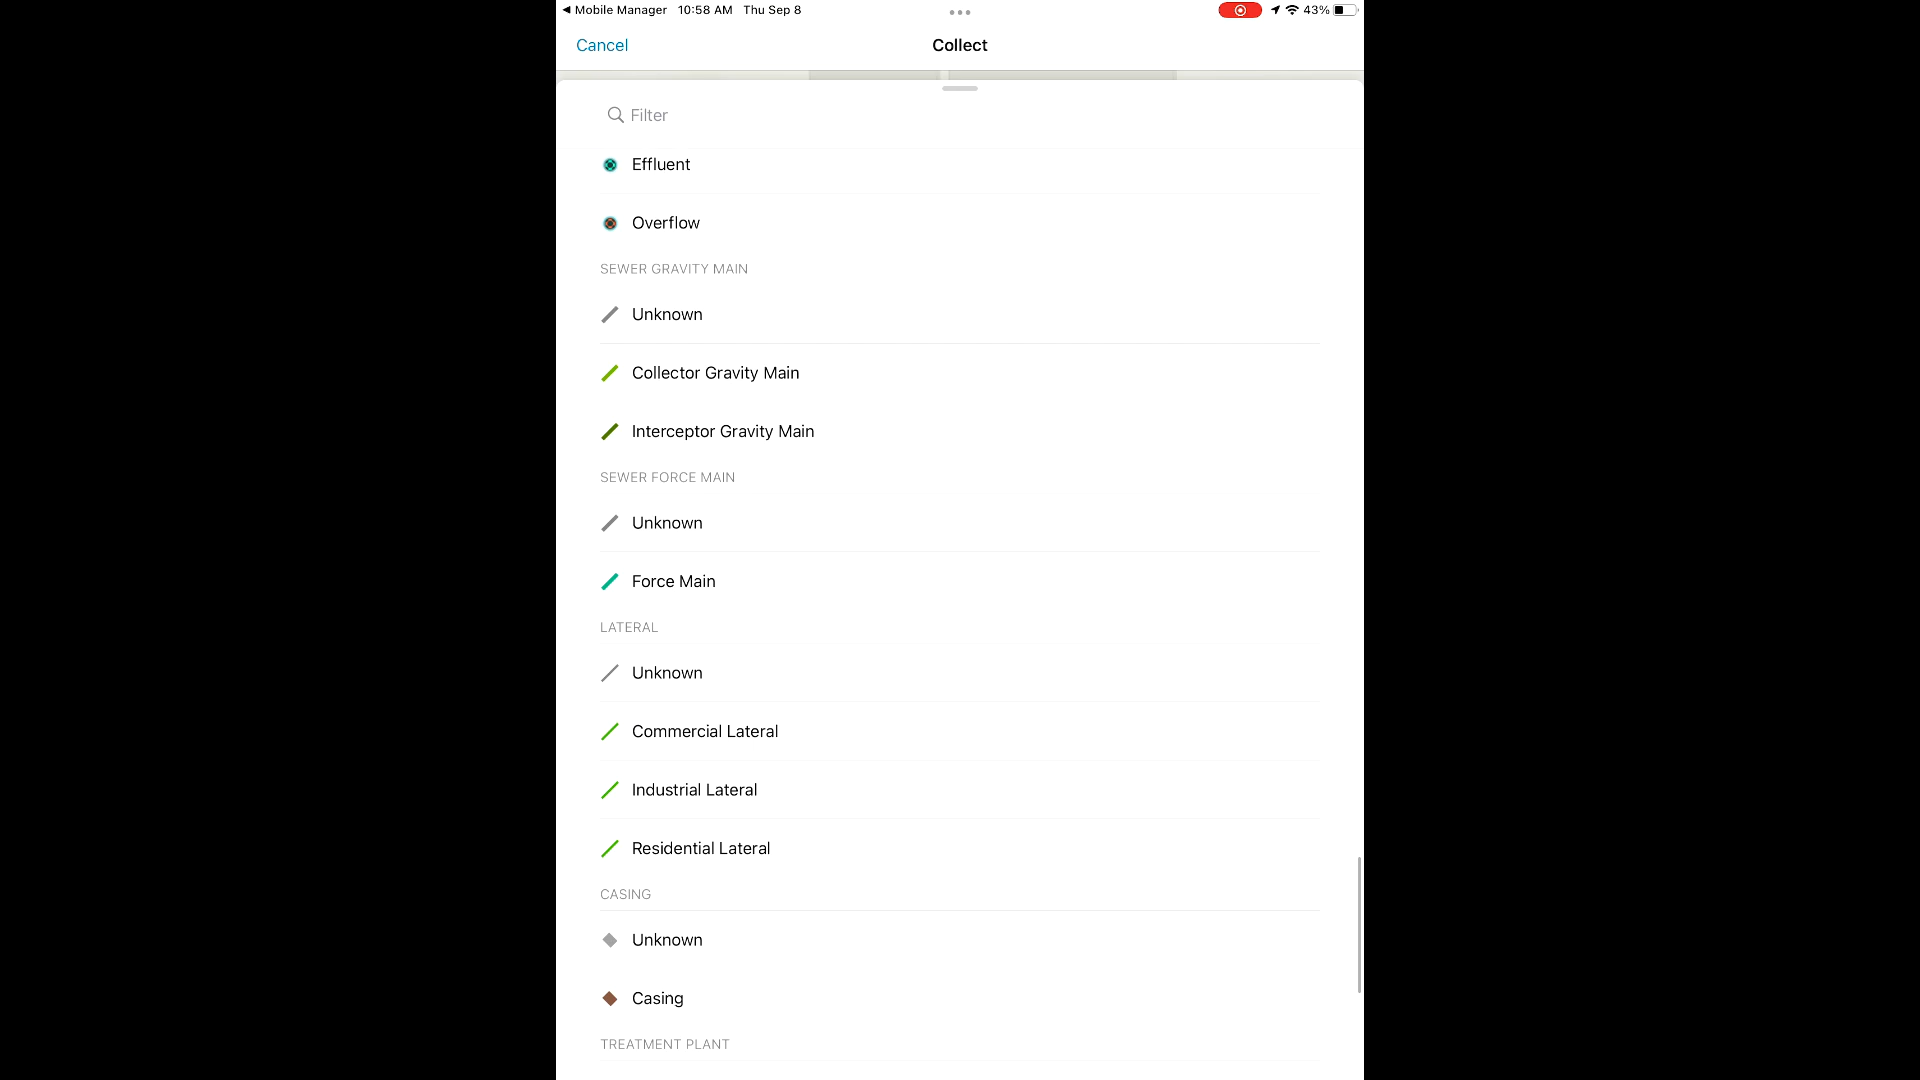 ◀ Mobile Manager 10:58 AM Thu Sep 8 43%
Cancel Collect
Filter
Effluent
Overflow
SEWER GRAVITY MAIN
Unknown
Collector Gravity Main
Interceptor Gravity Main
SEWER FORCE MAIN
Unknown
Force Main
LATERAL
Unknown
Commercial Lateral
Industrial Lateral
Residential Lateral
CASING
Unknown
Casing
TREATMENT PLANT